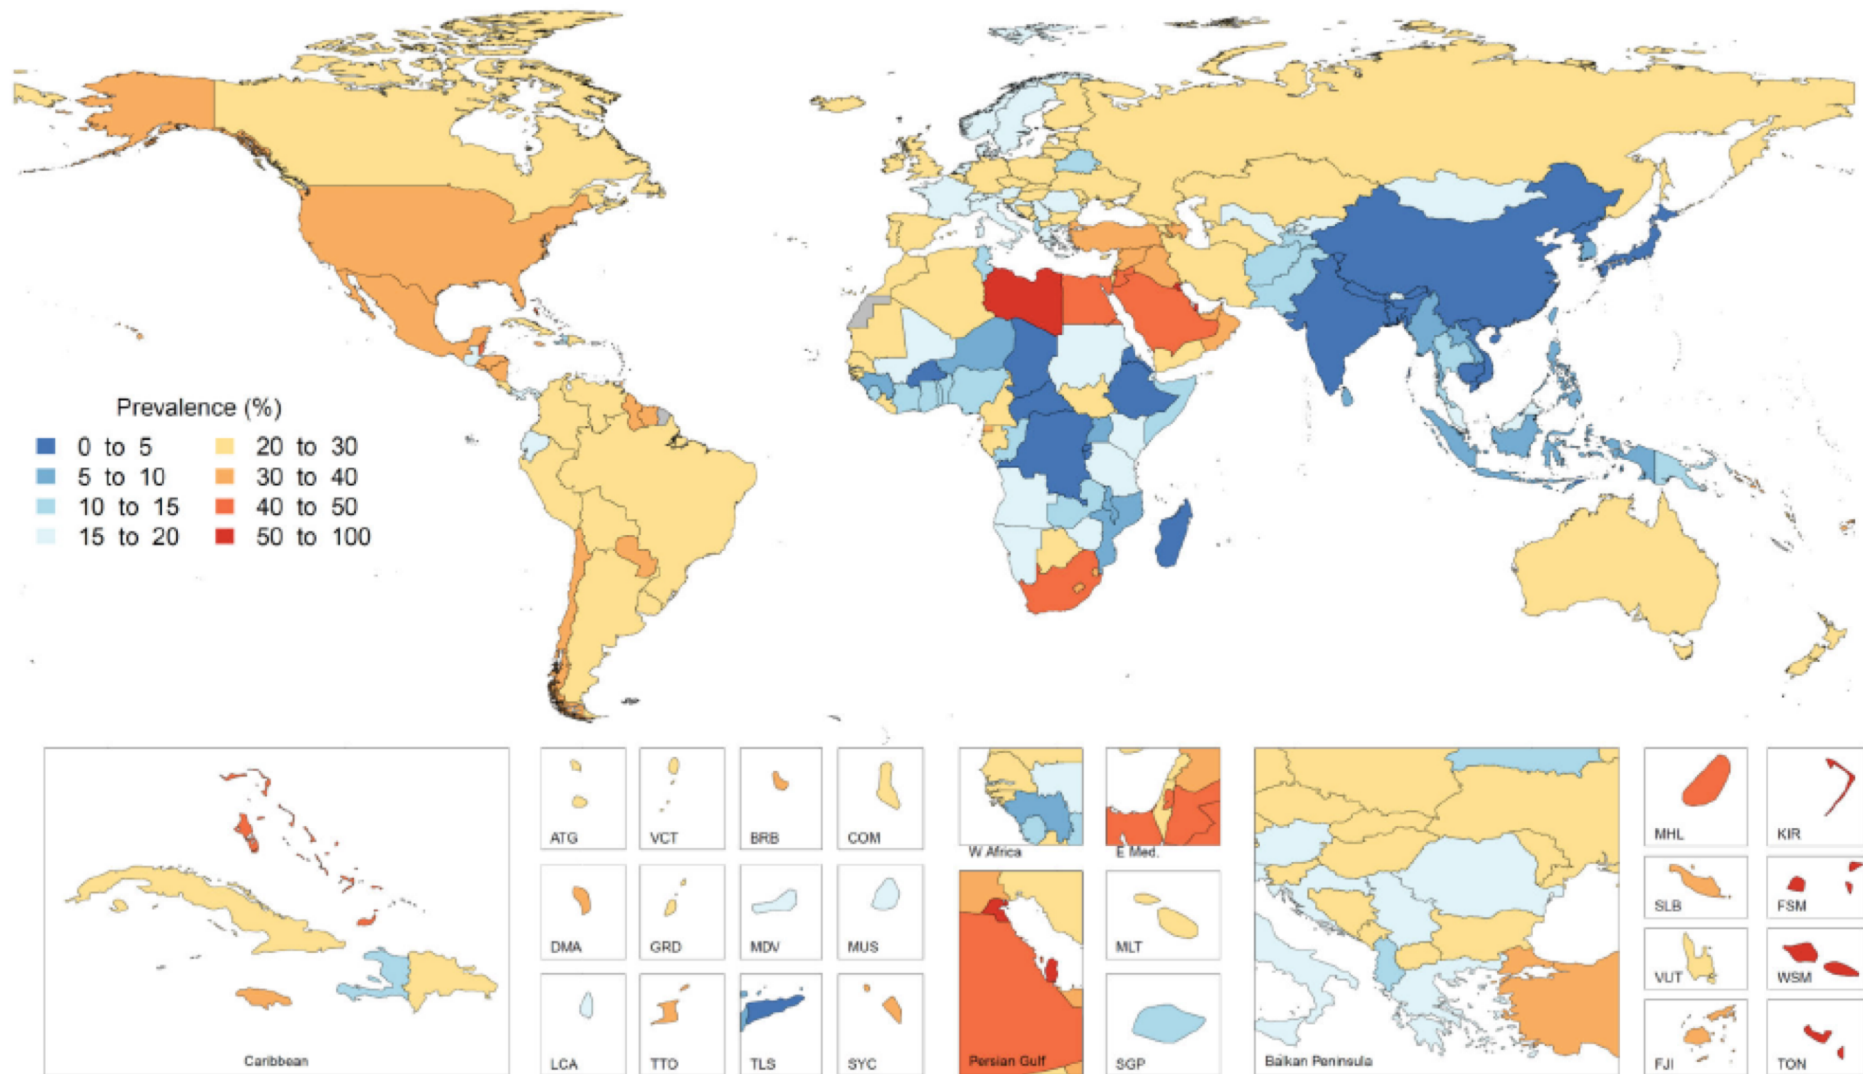 Prevalence (%)
0 to 5
20 to 30
5 to 10
30 to 40
10 to 15
40 to 50
15 to 20
50 to 100
Caribbean
ATG
VCT
BRB
COM
DMA
GRD
MDV
MUS
LCA
TTO
TLS
SYC
W Africa
E Med.
Persian Gulf
MLT
SGP
Balkan Peninsula
MHL
KIR
SLB
FSM
VUT
WSM
FJI
TON